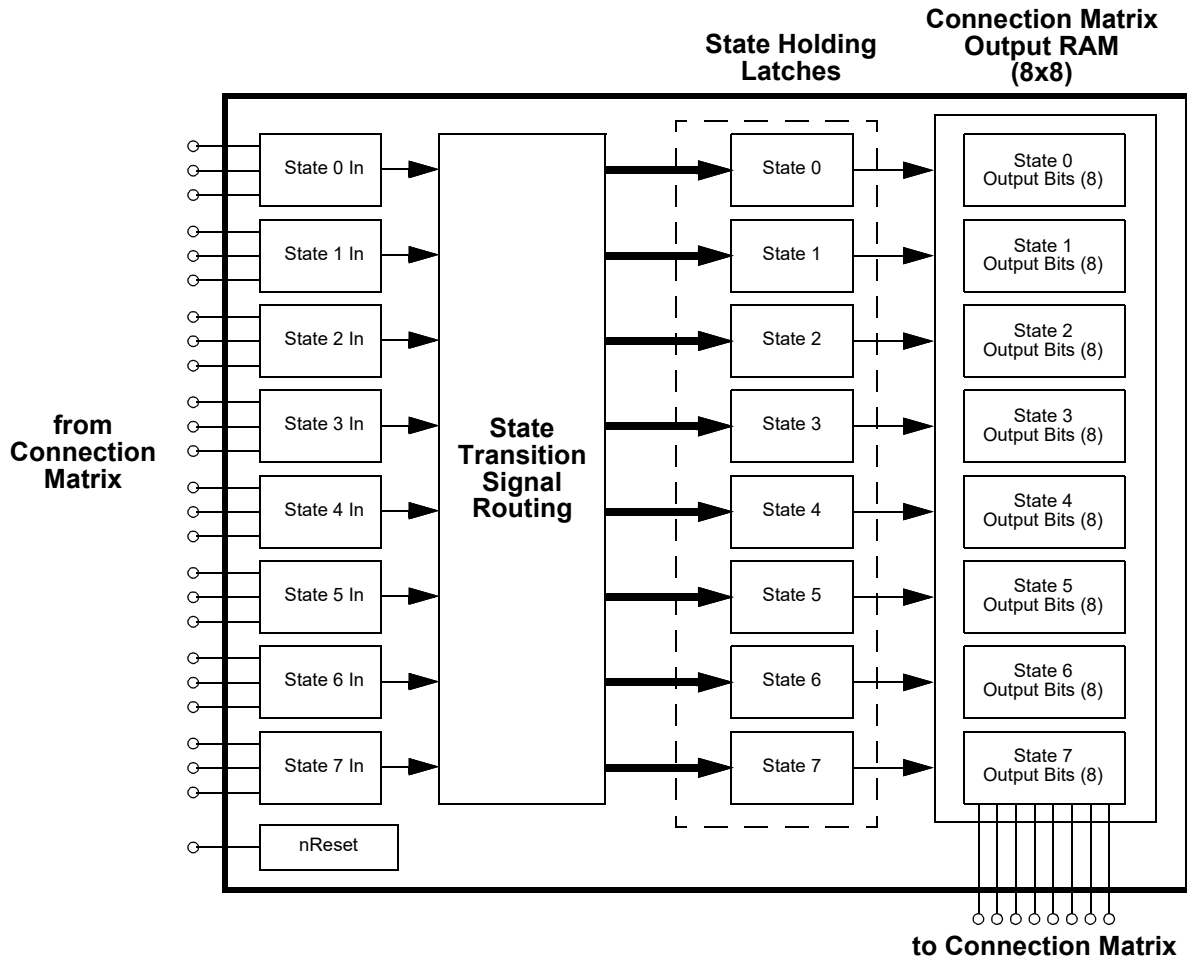 Connection Matrix
Output RAM
(8x8)
State Holding
Latches
State 0 In
State 0
State 0
Output Bits (8)
State 1 In
State 1
State 1
Output Bits (8)
State 2 In
State 2
State 2
Output Bits (8)
from
Connection
Matrix
State 3 In
State
Transition
Signal
Routing
State 3
State 3
Output Bits (8)
State 4 In
State 4
State 4
Output Bits (8)
State 5 In
State 5
State 5
Output Bits (8)
State 6 In
State 6
State 6
Output Bits (8)
State 7 In
State 7
State 7
Output Bits (8)
nReset
to Connection Matrix